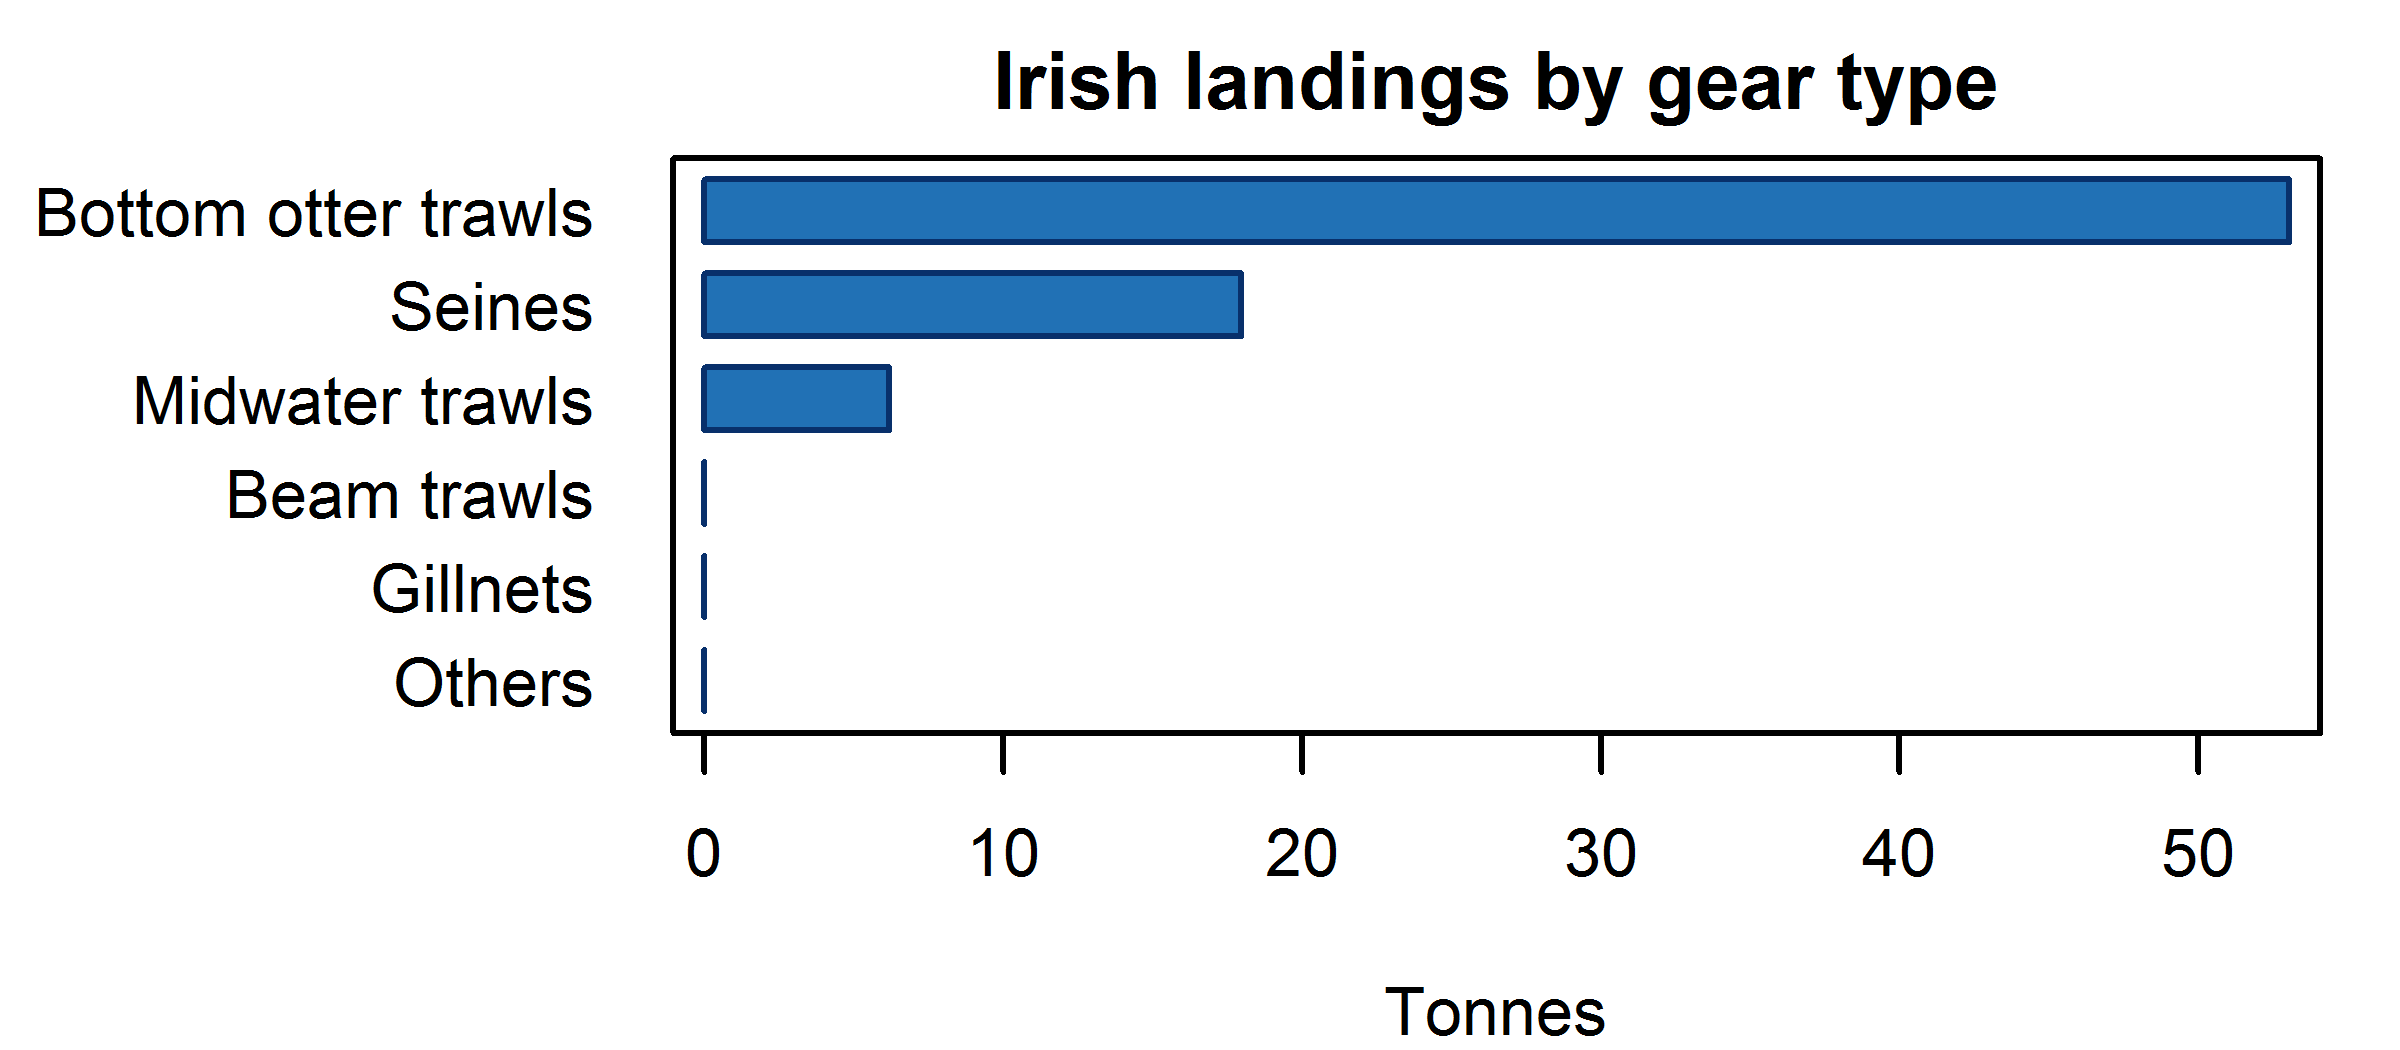 Irish landings by gear type
Bottom otter trawls
Seines
Midwater trawls
Beam trawls
Gillnets
Others
0 10 20 30 40 50
Tonnes